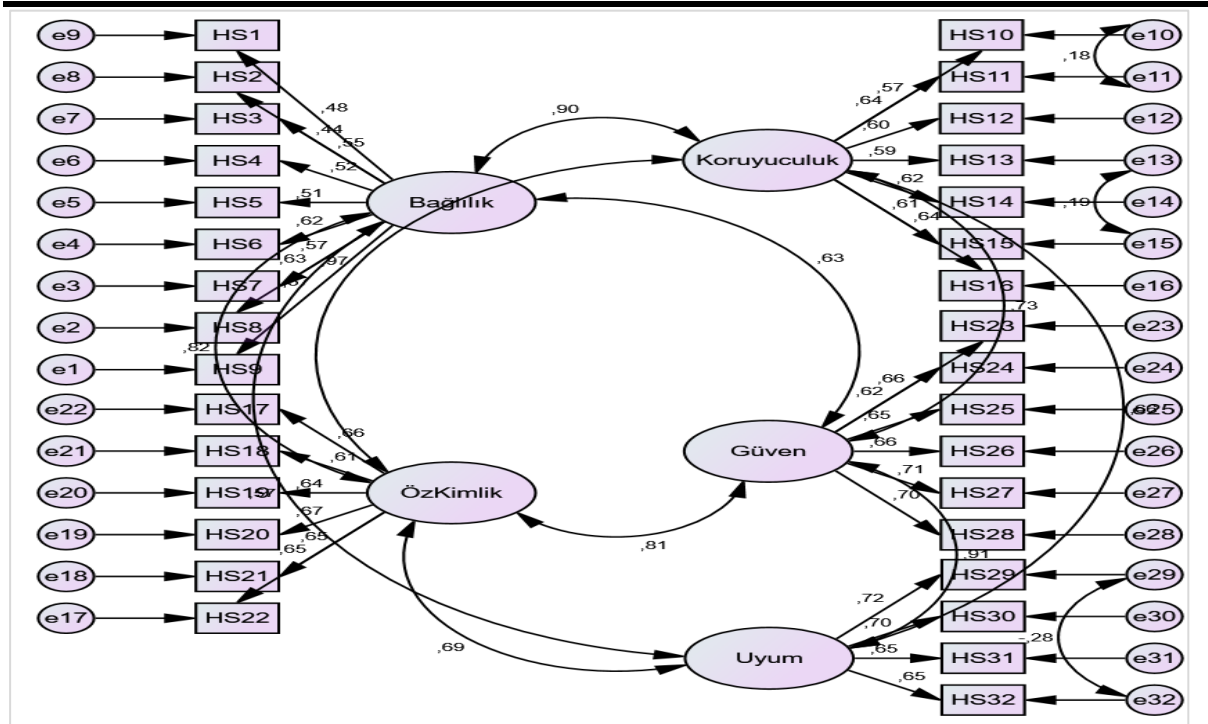 e9 HS1 HS10 e10
,18
e8 HS2 HS11 e11
,48 ,90 ,57
,64
e7 HS3 HS12 e12
,44 ,55 ,60
e6 HS4 Koruyuculuk HS13 e13
,52 ,59
,62
e5 HS5 Bağlılık HS14 e14
,51 ,61 ,19
,64
e4 HS6 HS15 e15
,62 ,57
,63 ,97 ,63
e3 HS7 HS16 e16
,73
e2 HS8 HS23 e23
,82
e1 HS9 HS24 e24
,66
,62
e22 HS17 HS25 e25
,66 ,65
e21 HS18 Güven HS26 e26
,61 ,66
,71
e20 HS19 ÖzKimlik HS27 e27
,64 ,70
e19 HS20 HS28 e28
,67
,65 ,81 ,91
,65
e18 HS21 HS29 e29
,72
e17 HS22 HS30 e30
,70
-,28
,69 Uyum ,65 HS31 e31
,65
HS32 e32